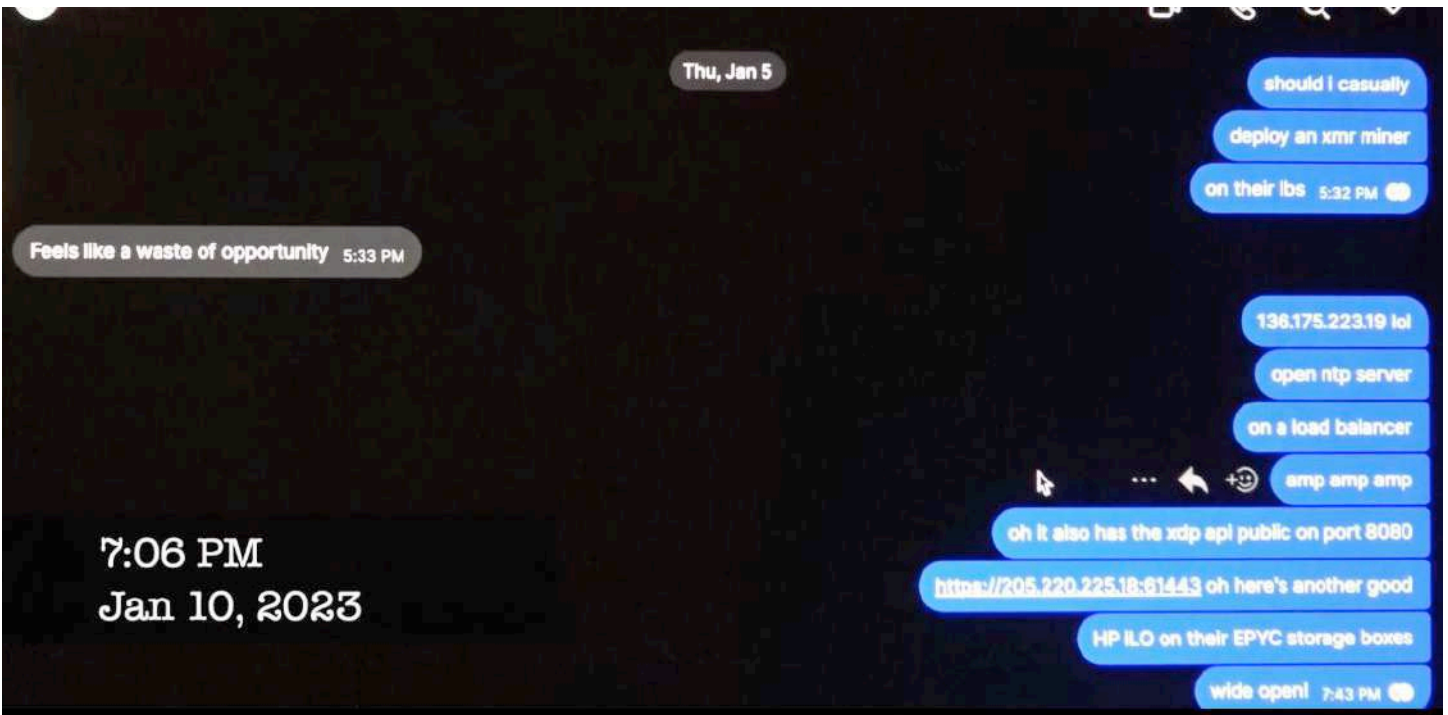 Thu, Jan 5
should i casually
deploy an xmr miner
on their lbs 5:32 PM
Feels like a waste of opportunity 5:33 PM
136.175.223.19 lol
open ntp server
on a load balancer
amp amp amp
oh it also has the xdp api public on port 8080
https://205.220.225.18:61443 oh here's another good
HP ILO on their EPYC storage boxes
wide open! 7:43 PM
7:06 PM
Jan 10, 2023